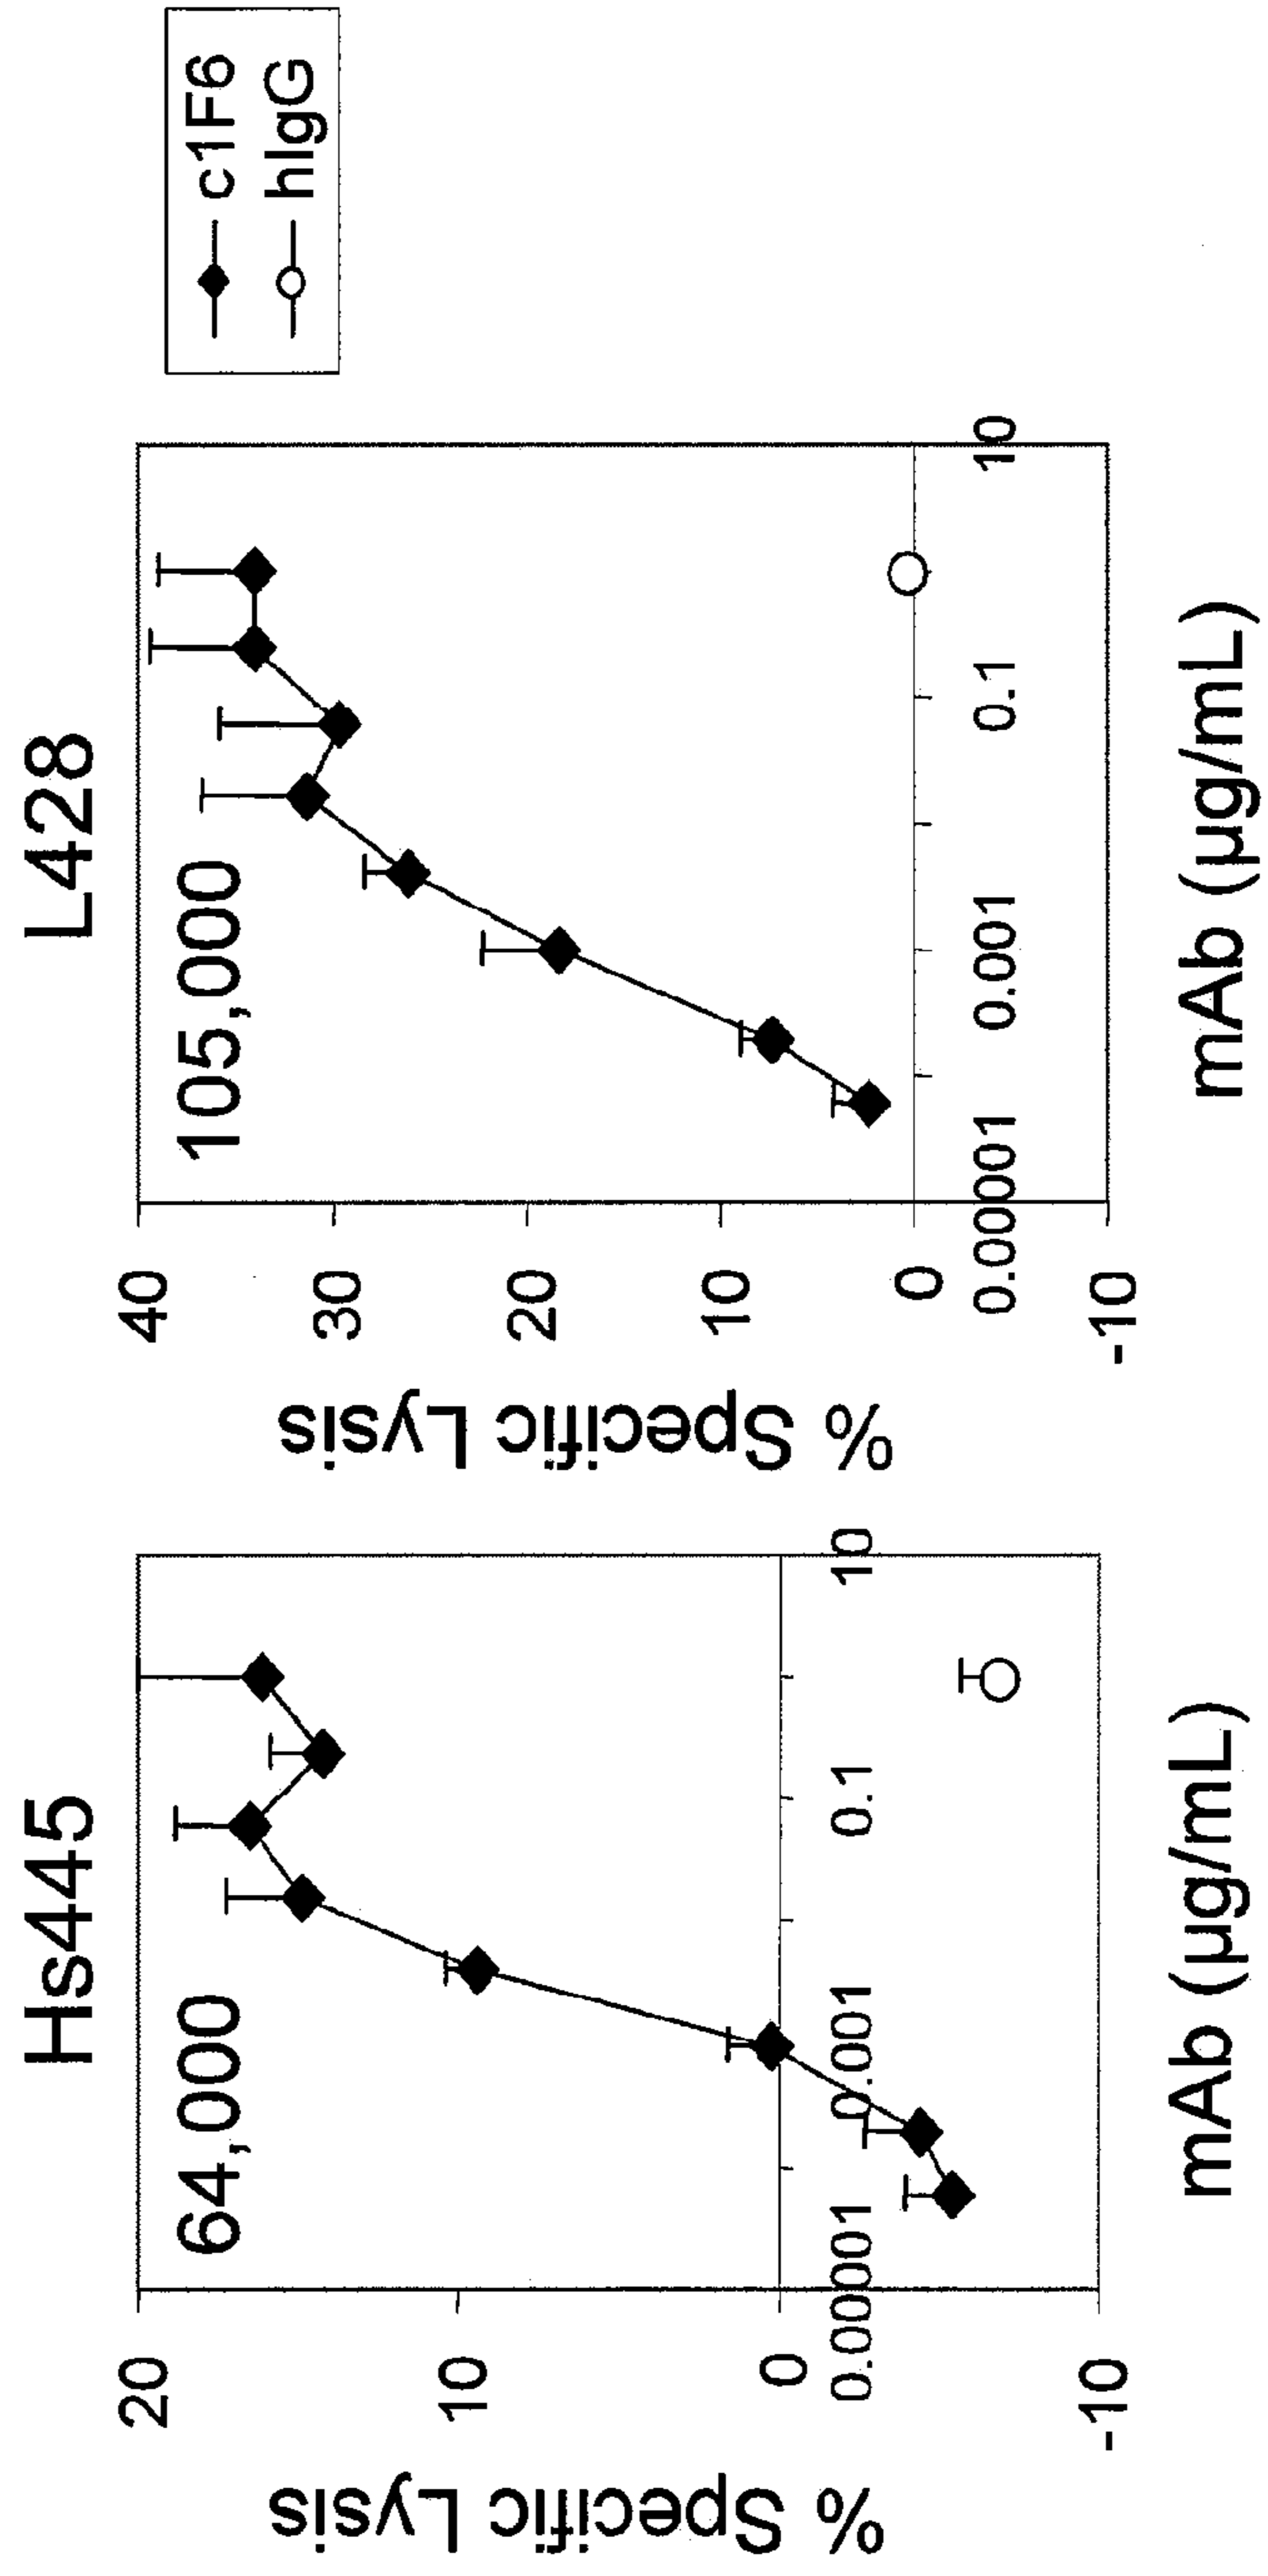 Hs445
64,000
% Specific Lysis
20
10
0
-10
0.00001
0.001
0.1
10
mAb (µg/mL)
L428
105,000
% Specific Lysis
40
30
20
10
0
-10
0.00001
0.001
0.1
10
mAb (µg/mL)
c1F6
hIgG